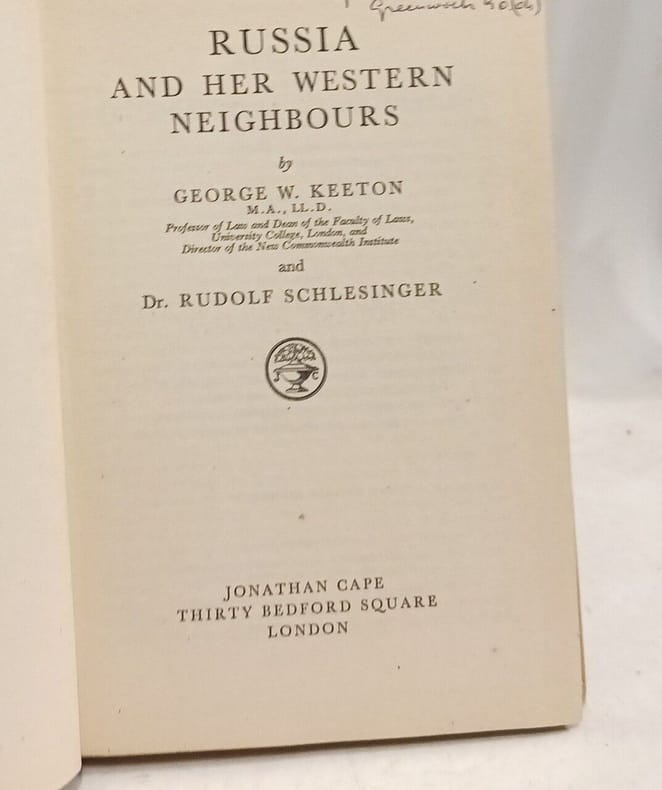 Greenwich
RUSSIA
AND HER WESTERN
NEIGHBOURS
by
GEORGE W. KEETON
M.A., LL.D.
Professor of Law and Dean of the Faculty of Laws,
University College, London, and
Director of the New Commonwealth Institute
and
Dr. RUDOLF SCHLESINGER
J C
JONATHAN CAPE
THIRTY BEDFORD SQUARE
LONDON